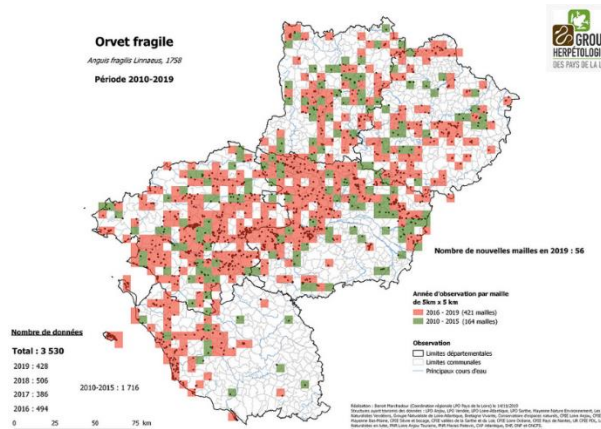 Orvet fragile
Anguis fragilis Linnaeus, 1758
Période 2010-2019
GROU
HERPÉTOLOGI
DES PAYS DE LA L
Nombre de nouvelles mailles en 2019 : 56
Année d'observation par maille
de 5km x 5 km
2016 - 2019 (421 mailles)
2010 - 2015 (164 mailles)
Observation
Limites départementales
Limites communales
Principaux cours d'eau
Nombre de données
Total : 3 530
2019 : 428
2018 : 506
2017 : 386
2016 : 494
2010-2015 : 1 716
0 25 50 75 km